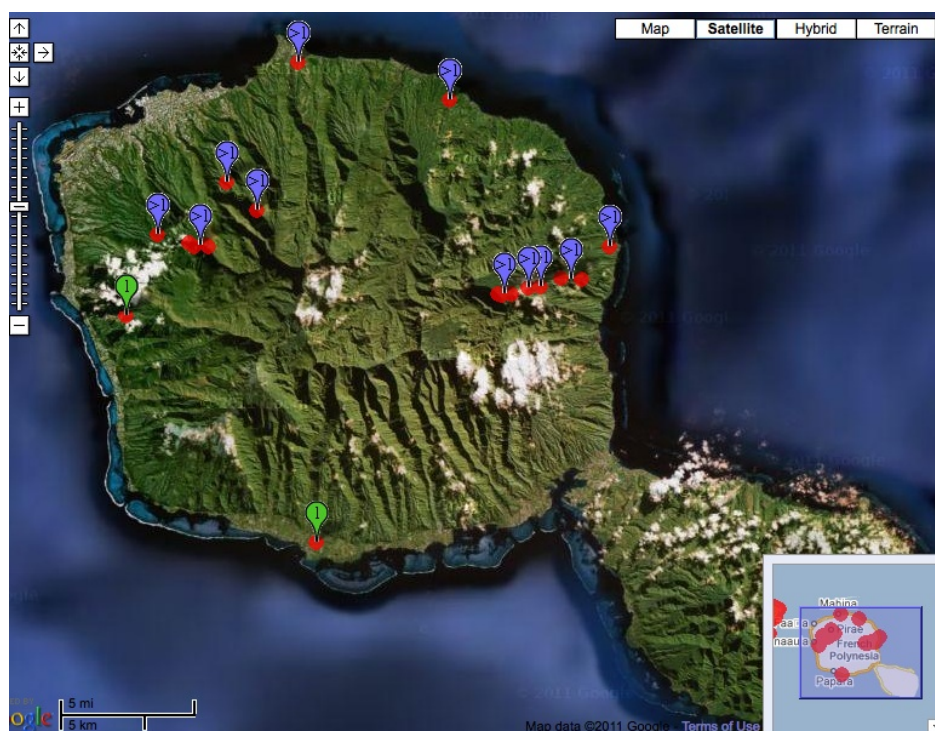 Map Satellite Hybrid Terrain
>1
>1
>1
>1
>1
>1
>1
>1
>1
>1
1
1
5 mi
5 km
Map data ©2011 Google - Terms of Use
Mahina
Pirae
French
Polynesia
Papara